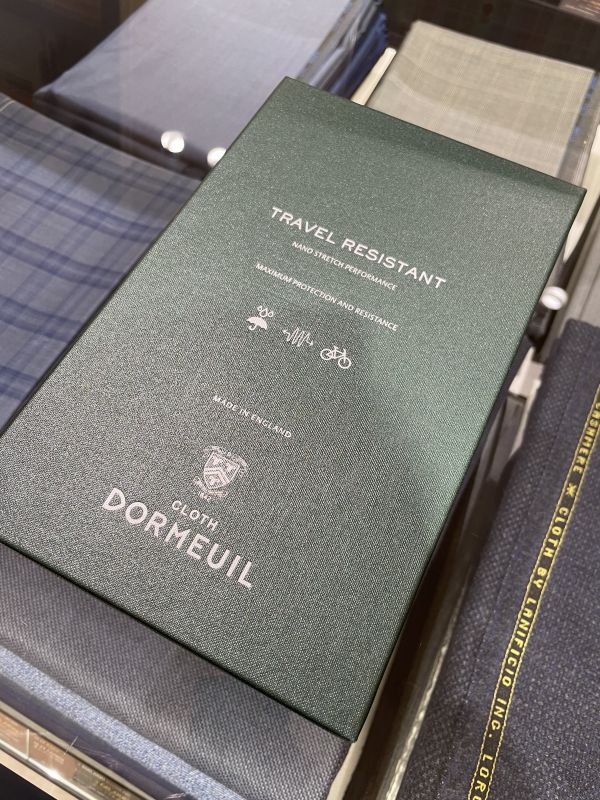 TRAVEL RESISTANT
NANO STRETCH PERFORMANCE
MAXIMUM PROTECTION AND RESISTANCE
MADE IN ENGLAND
CLOTH
DORMEUIL
CASHMERE ✶ CLOTH BY LANIFICIO ING. LORO